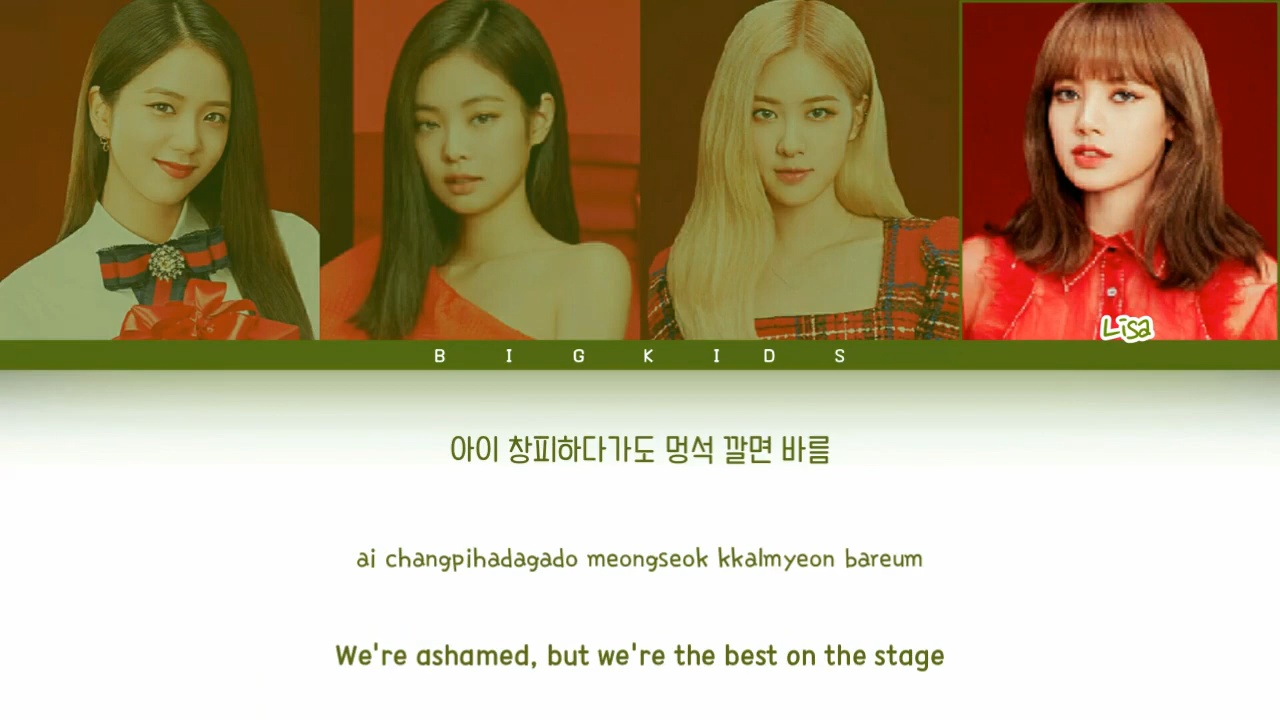 Lisa
B I G K I D S
아이 창피하다가도 멍석 깔면 바름
ai changpihadagado meongseok kkalmyeon bareum
We're ashamed, but we're the best on the stage